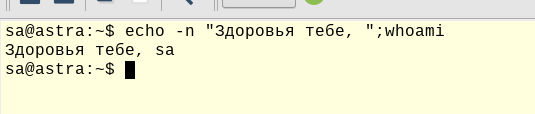 sa@astra:~$ echo -n "Здоровья тебе, ";whoami
Здоровья тебе, sa
sa@astra:~$